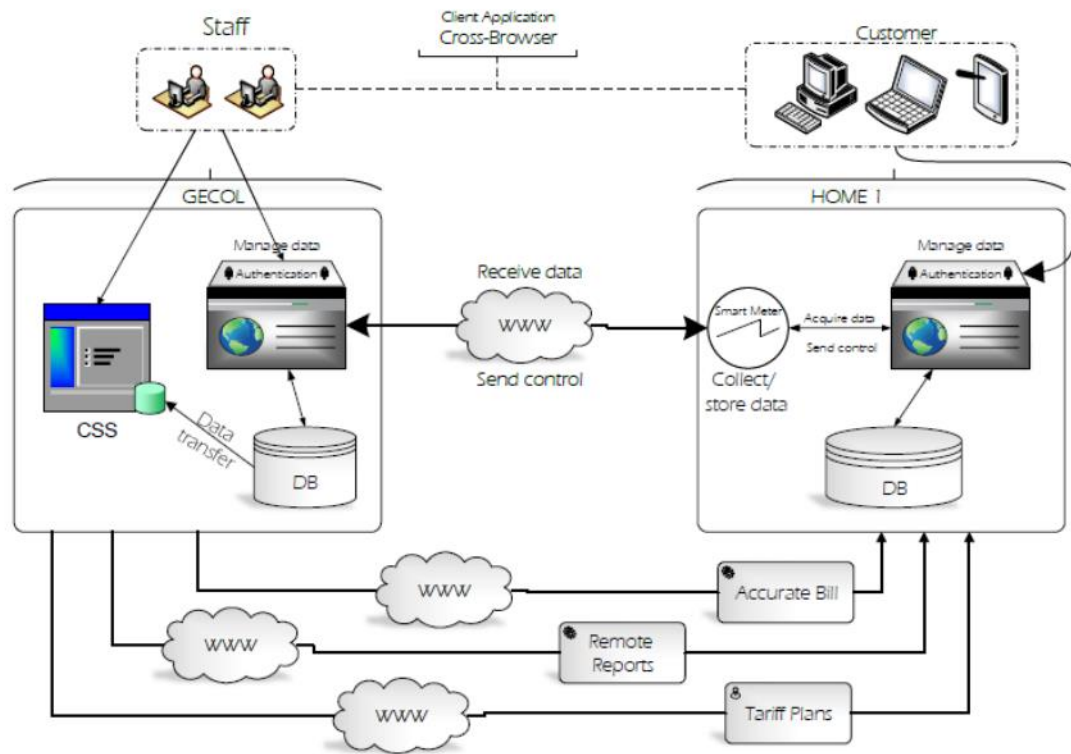 Staff
Client Application
Cross-Browser
Customer
GECOL
HOME 1
Manage data
Authentication
Receive data
WWW
Send control
Manage data
Authentication
Smart Meter
Acquire data
Send control
Collect/
store data
CSS
Data
transfer
DB
DB
WWW
Accurate Bill
WWW
Remote
Reports
WWW
Tariff Plans